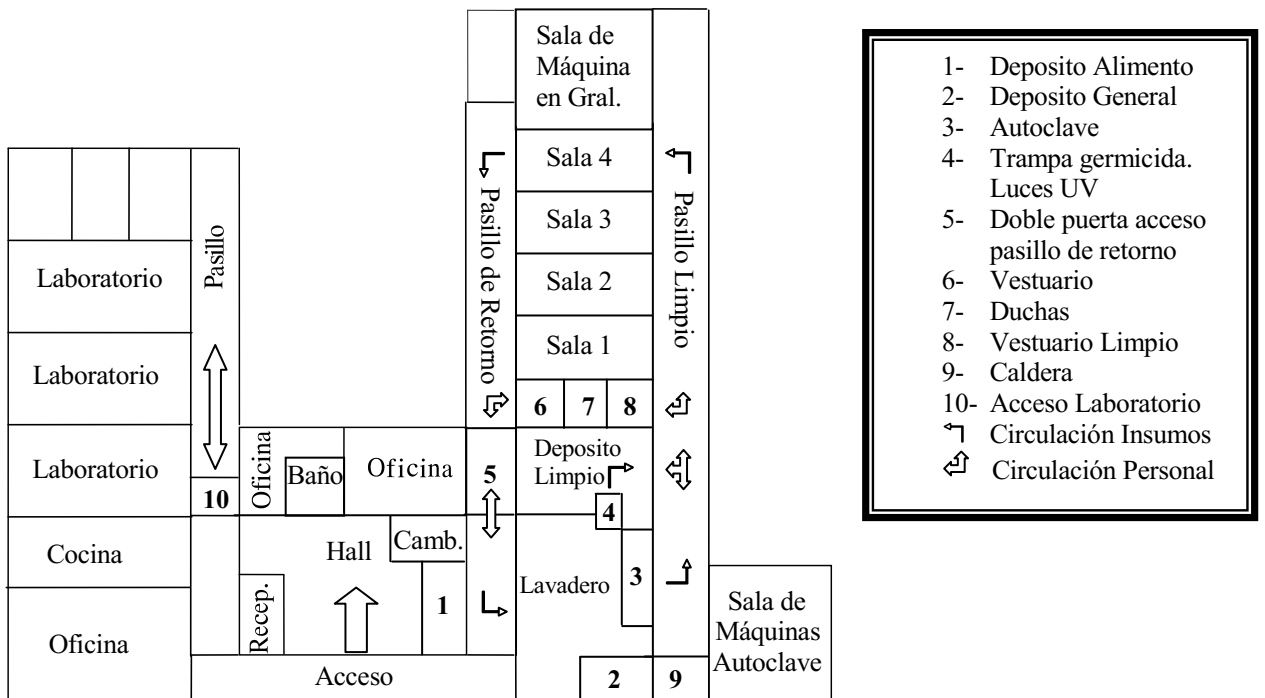 Sala de
Máquina
en Gral.
Sala 4
Sala 3
Sala 2
Sala 1
Pasillo de Retorno
Pasillo Limpio
6
7
8
Pasillo
Laboratorio
Laboratorio
Laboratorio
10
Oficina
Baño
Oficina
5
Deposito
Limpio
4
Cocina
Oficina
Hall
Camb.
Recep.
1
Lavadero
3
Acceso
2
9
Sala de
Máquinas
Autoclave
1- Deposito Alimento
2- Deposito General
3- Autoclave
4- Trampa germicida.
Luces UV
5- Doble puerta acceso
pasillo de retorno
6- Vestuario
7- Duchas
8- Vestuario Limpio
9- Caldera
10- Acceso Laboratorio
Circulación Insumos
Circulación Personal